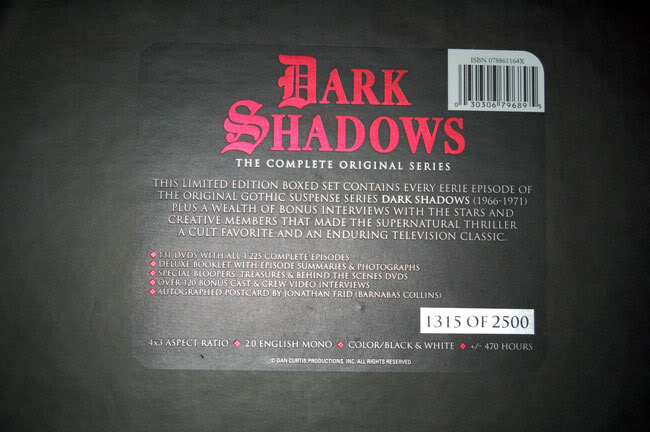 ISBN 078861164X
0 30306 79689 5
DARK
SHADOWS
THE COMPLETE ORIGINAL SERIES
THIS LIMITED EDITION BOXED SET CONTAINS EVERY EERIE EPISODE OF
THE ORIGINAL GOTHIC SUSPENSE SERIES DARK SHADOWS (1966-1971)
PLUS A WEALTH OF BONUS INTERVIEWS WITH THE STARS AND
CREATIVE MEMBERS THAT MADE THE SUPERNATURAL THRILLER
A CULT FAVORITE AND AN ENDURING TELEVISION CLASSIC.
◆ 131 DVDS WITH ALL 1,225 COMPLETE EPISODES
◆ DELUXE BOOKLET WITH EPISODE SUMMARIES & PHOTOGRAPHS
◆ SPECIAL BLOOPERS, TREASURES & BEHIND THE SCENES DVDS
◆ OVER 120 BONUS CAST & CREW VIDEO INTERVIEWS
◆ AUTOGRAPHED POSTCARD BY JONATHAN FRID (BARNABAS COLLINS)
1315 OF 2500
4X3 ASPECT RATIO ◆ 2.0 ENGLISH MONO ◆ COLOR/BLACK & WHITE ◆ +/- 470 HOURS
© DAN CURTIS PRODUCTIONS, INC. ALL RIGHTS RESERVED.